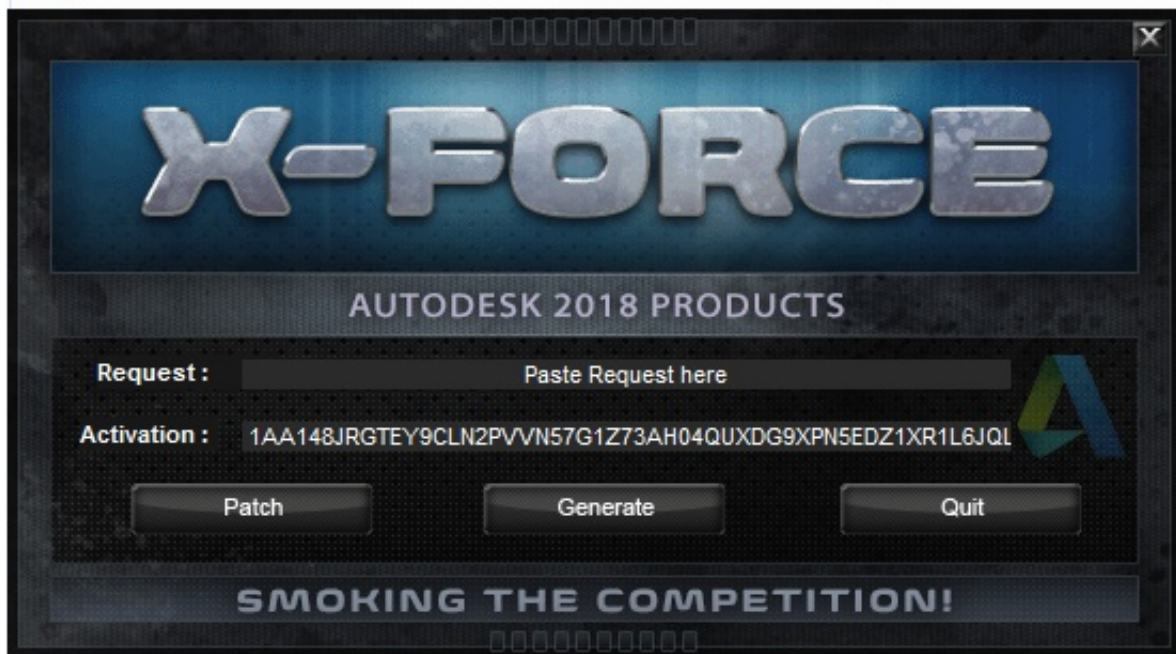 X-FORCE
AUTODESK 2018 PRODUCTS
Request : Paste Request here
Activation : 1AA148JRGTEY9CLN2PVVN57G1Z73AH04QUXDG9XPN5EDZ1XR1L6JQL
Patch Generate Quit
SMOKING THE COMPETITION!